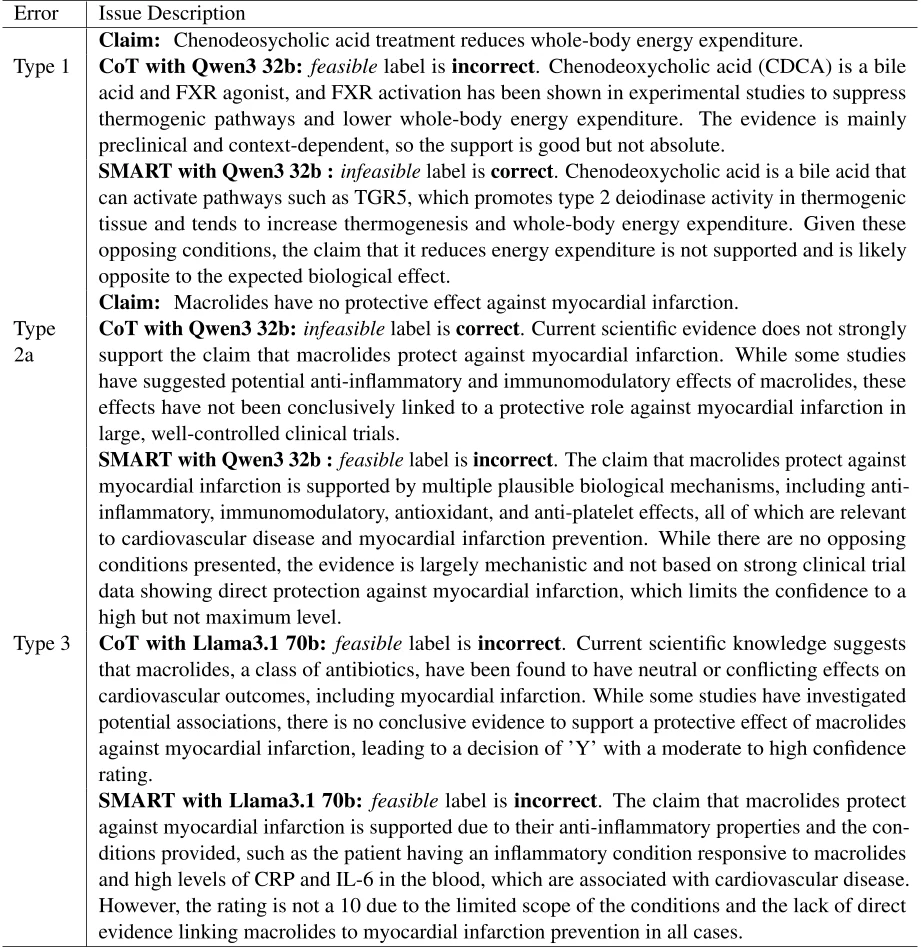 Error Issue Description
Claim: Chenodeosycholic acid treatment reduces whole-body energy expenditure.
Type 1 CoT with Qwen3 32b: feasible label is incorrect. Chenodeoxycholic acid (CDCA) is a bile
acid and FXR agonist, and FXR activation has been shown in experimental studies to suppress
thermogenic pathways and lower whole-body energy expenditure. The evidence is mainly
preclinical and context-dependent, so the support is good but not absolute.
SMART with Qwen3 32b : infeasible label is correct. Chenodeoxycholic acid is a bile acid that
can activate pathways such as TGR5, which promotes type 2 deiodinase activity in thermogenic
tissue and tends to increase thermogenesis and whole-body energy expenditure. Given these
opposing conditions, the claim that it reduces energy expenditure is not supported and is likely
opposite to the expected biological effect.
Claim: Macrolides have no protective effect against myocardial infarction.
Type CoT with Qwen3 32b: infeasible label is correct. Current scientific evidence does not strongly
2a support the claim that macrolides protect against myocardial infarction. While some studies
have suggested potential anti-inflammatory and immunomodulatory effects of macrolides, these
effects have not been conclusively linked to a protective role against myocardial infarction in
large, well-controlled clinical trials.
SMART with Qwen3 32b : feasible label is incorrect. The claim that macrolides protect against
myocardial infarction is supported by multiple plausible biological mechanisms, including anti-
inflammatory, immunomodulatory, antioxidant, and anti-platelet effects, all of which are relevant
to cardiovascular disease and myocardial infarction prevention. While there are no opposing
conditions presented, the evidence is largely mechanistic and not based on strong clinical trial
data showing direct protection against myocardial infarction, which limits the confidence to a
high but not maximum level.
Type 3 CoT with Llama3.1 70b: feasible label is incorrect. Current scientific knowledge suggests
that macrolides, a class of antibiotics, have been found to have neutral or conflicting effects on
cardiovascular outcomes, including myocardial infarction. While some studies have investigated
potential associations, there is no conclusive evidence to support a protective effect of macrolides
against myocardial infarction, leading to a decision of ’Y’ with a moderate to high confidence
rating.
SMART with Llama3.1 70b: feasible label is incorrect. The claim that macrolides protect
against myocardial infarction is supported due to their anti-inflammatory properties and the con-
ditions provided, such as the patient having an inflammatory condition responsive to macrolides
and high levels of CRP and IL-6 in the blood, which are associated with cardiovascular disease.
However, the rating is not a 10 due to the limited scope of the conditions and the lack of direct
evidence linking macrolides to myocardial infarction prevention in all cases.